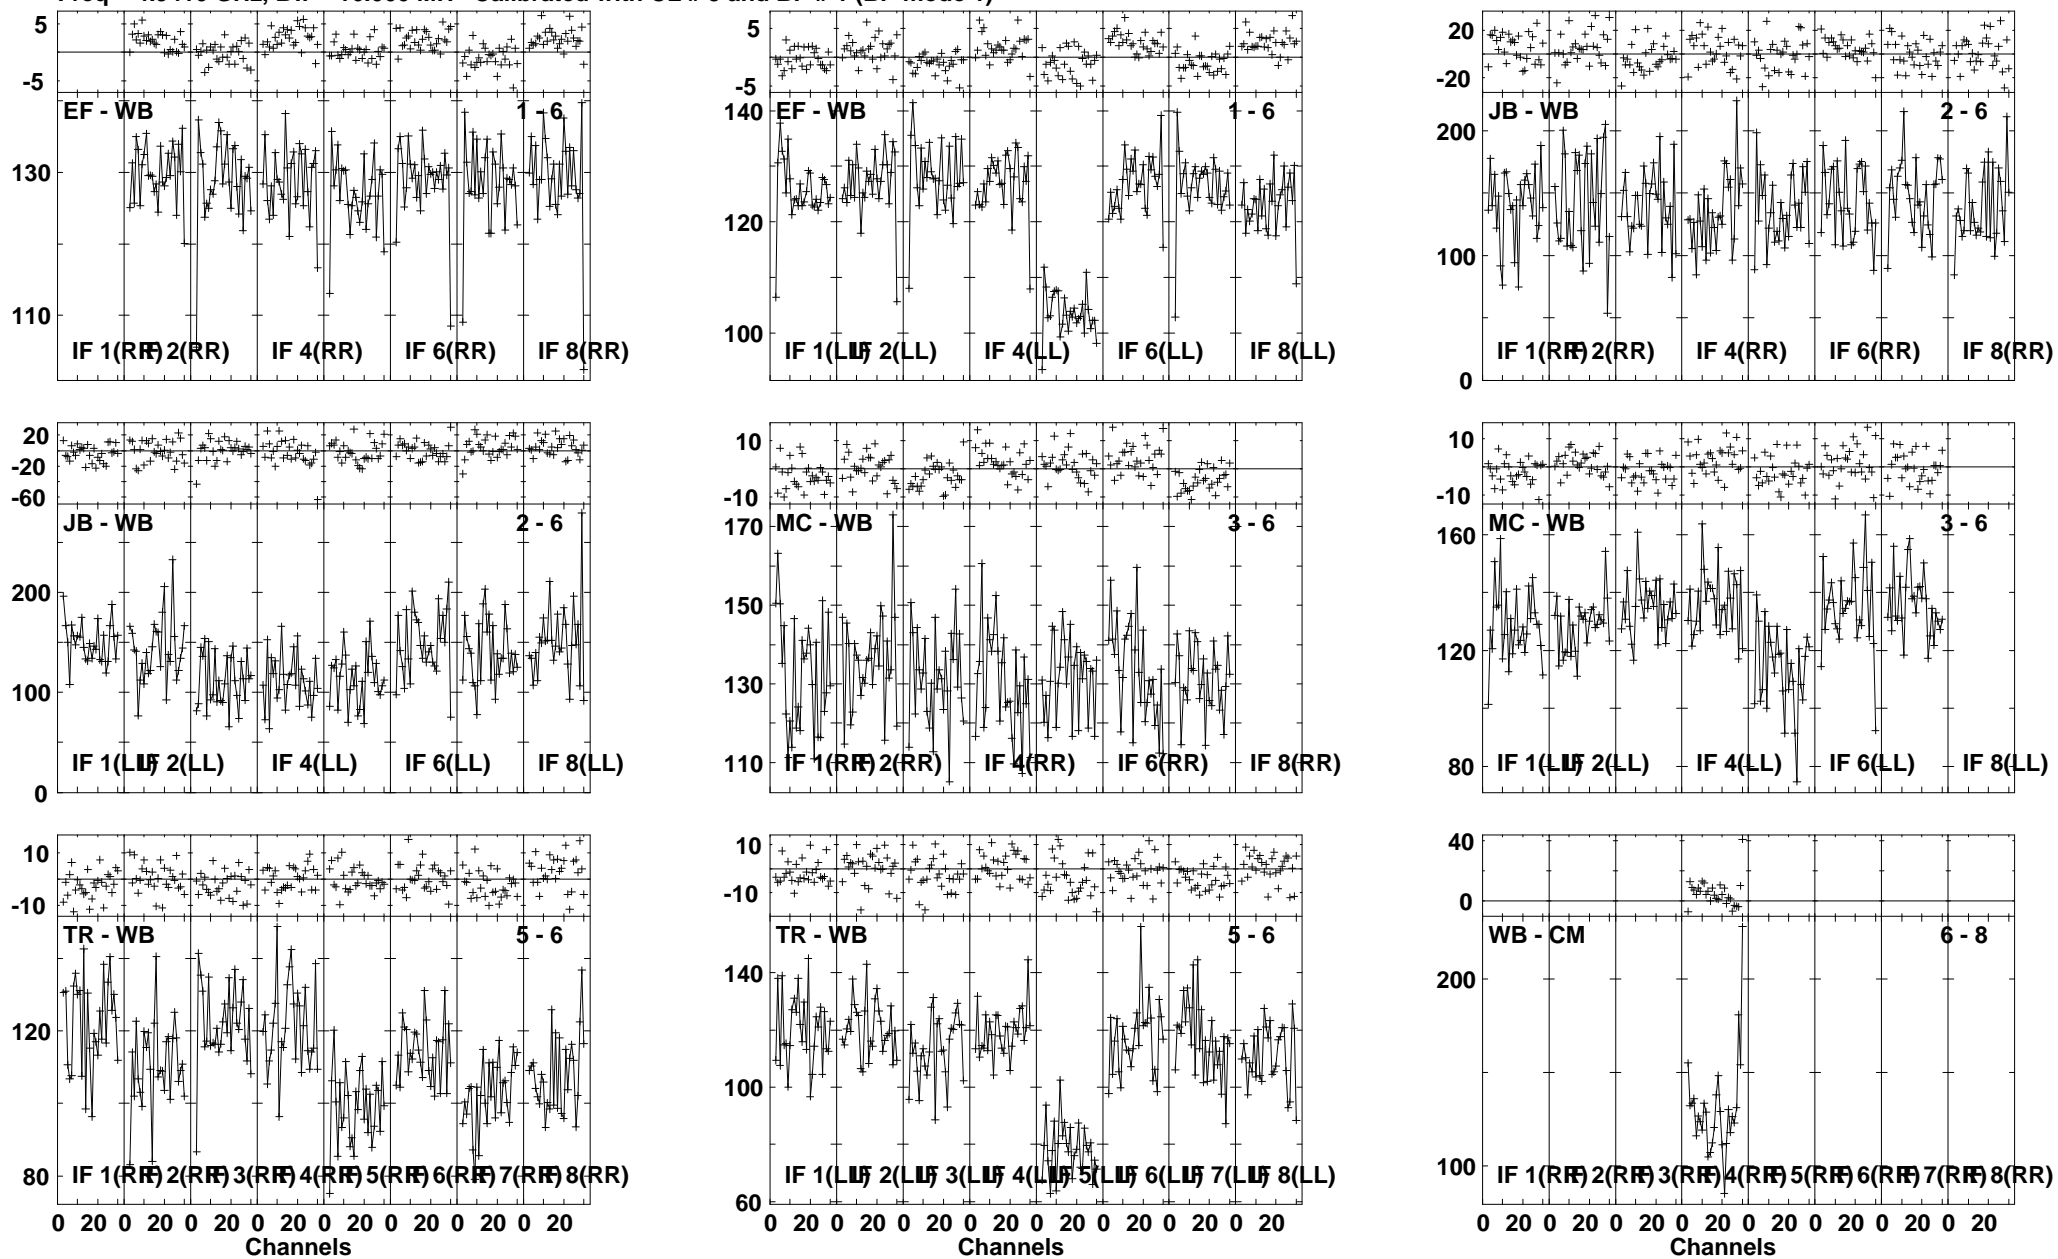 5
-5
EF - WB 1 - 6
130
110
IF 1(RR) IF 2(RR) IF 4(RR) IF 6(RR) IF 8(RR)
5
-5
EF - WB 1 - 6
140
120
100
IF 1(LL) IF 2(LL) IF 4(LL) IF 6(LL) IF 8(LL)
20
-20
JB - WB 2 - 6
200
100
0
IF 1(RR) IF 2(RR) IF 4(RR) IF 6(RR) IF 8(RR)
20
-20
-60
JB - WB 2 - 6
200
100
0
IF 1(LL) IF 2(LL) IF 4(LL) IF 6(LL) IF 8(LL)
10
-10
MC - WB 3 - 6
170
150
130
110
IF 1(RR) IF 2(RR) IF 4(RR) IF 6(RR) IF 8(RR)
10
-10
MC - WB 3 - 6
160
120
80
IF 1(LL) IF 2(LL) IF 4(LL) IF 6(LL) IF 8(LL)
10
-10
TR - WB 5 - 6
120
80
IF 1(RR) IF 2(RR) IF 3(RR) IF 4(RR) IF 5(RR) IF 6(RR) IF 7(RR) IF 8(RR)
0 20 0 20 0 20 0 20 0 20 0 20 0 20 0 20
Channels
10
-10
TR - WB 5 - 6
140
100
60
IF 1(LL) IF 2(LL) IF 3(LL) IF 4(LL) IF 5(LL) IF 6(LL) IF 7(LL) IF 8(LL)
0 20 0 20 0 20 0 20 0 20 0 20 0 20 0 20
Channels
40
0
WB - CM 6 - 8
200
100
IF 1(RR) IF 2(RR) IF 3(RR) IF 4(RR) IF 5(RR) IF 6(RR) IF 7(RR) IF 8(RR)
0 20 0 20 0 20 0 20 0 20 0 20 0 20 0 20
Channels